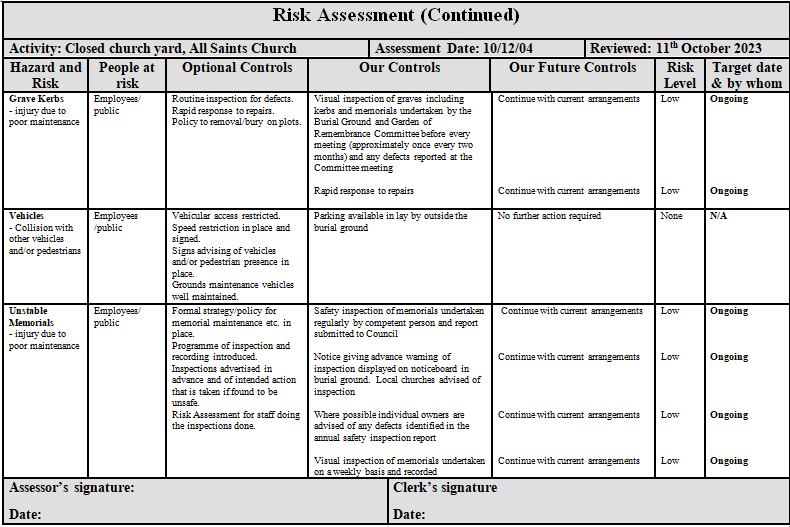 Risk Assessment (Continued)
Activity: Closed church yard, All Saints Church
Assessment Date: 10/12/04
Reviewed: 11th October 2023
Hazard and
Risk
People at
risk
Optional Controls
Our Controls
Our Future Controls
Risk
Level
Target date
& by whom
Grave Kerbs
- injury due to
poor maintenance
Employees/
public
Routine inspection for defects.
Rapid response to repairs.
Policy to removal/bury on plots.
Visual inspection of graves including
kerbs and memorials undertaken by the
Burial Ground and Garden of
Remembrance Committee before every
meeting (approximately once every two
months) and any defects reported at the
Committee meeting
Continue with current arrangements
Low
Ongoing
Rapid response to repairs
Continue with current arrangements
Low
Ongoing
Vehicles
- Collision with
other vehicles
and/or pedestrians
Employees
/public
Vehicular access restricted.
Speed restriction in place and
signed.
Signs advising of vehicles
and/or pedestrian presence in
place.
Grounds maintenance vehicles
well maintained.
Parking available in lay by outside the
burial ground
No further action required
None
N/A
Unstable
Memorials
- injury due to
poor maintenance
Employees/
public
Formal strategy/policy for
memorial maintenance etc. in
place.
Programme of inspection and
recording introduced.
Inspections advertised in
advance and of intended action
that is taken if found to be
unsafe.
Risk Assessment for staff doing
the inspections done.
Safety inspection of memorials undertaken
regularly by competent person and report
submitted to Council
Continue with current arrangements
Low
Ongoing
Notice giving advance warning of
inspection displayed on noticeboard in
burial ground. Local churches advised of
inspection
Continue with current arrangements
Low
Ongoing
Where possible individual owners are
advised of any defects identified in the
annual safety inspection report
Continue with current arrangements
Low
Ongoing
Visual inspection of memorials undertaken
on a weekly basis and recorded
Continue with current arrangements
Low
Ongoing
Assessor's signature:
Date:
Clerk's signature
Date: